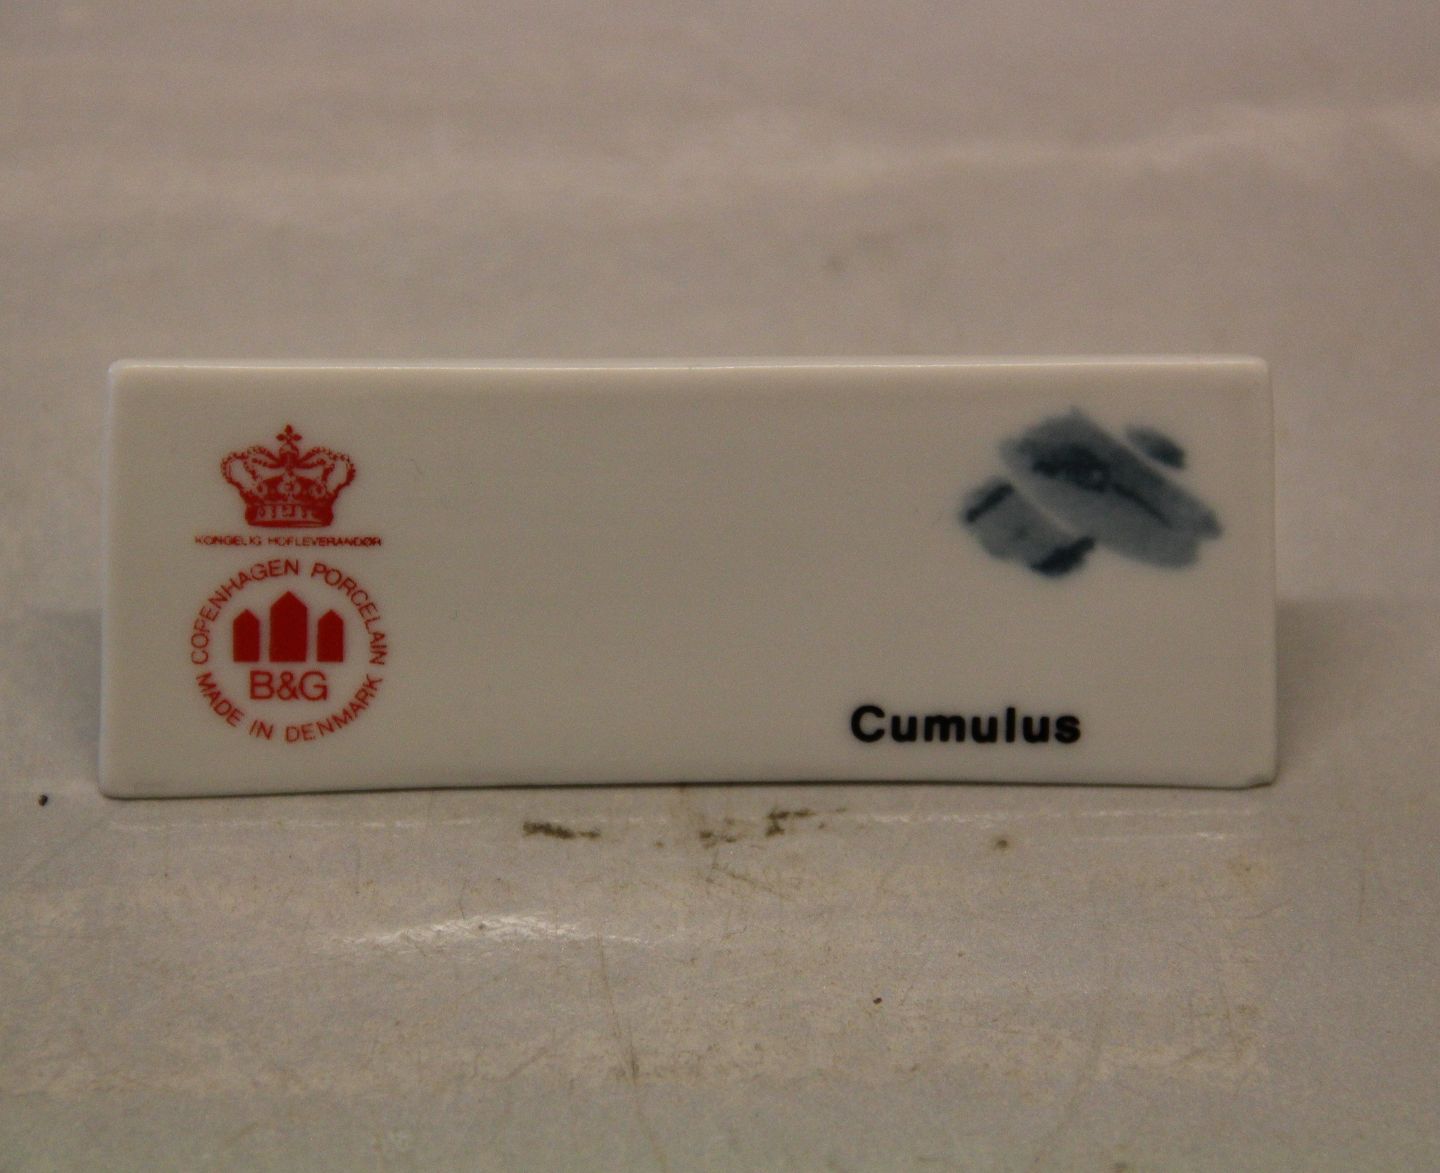 KONGELIG HOFLEVERANDØR
COPENHAGEN PORCELAIN
B&G
MADE IN DENMARK
Cumulus